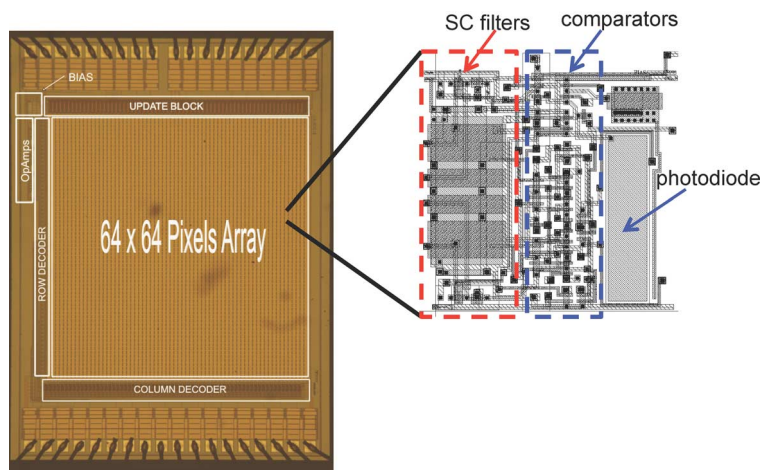 SC filters
comparators
BIAS
UPDATE BLOCK
OpAmps
64 x 64 Pixels Array
photodiode
ROW DECODER
COLUMN DECODER